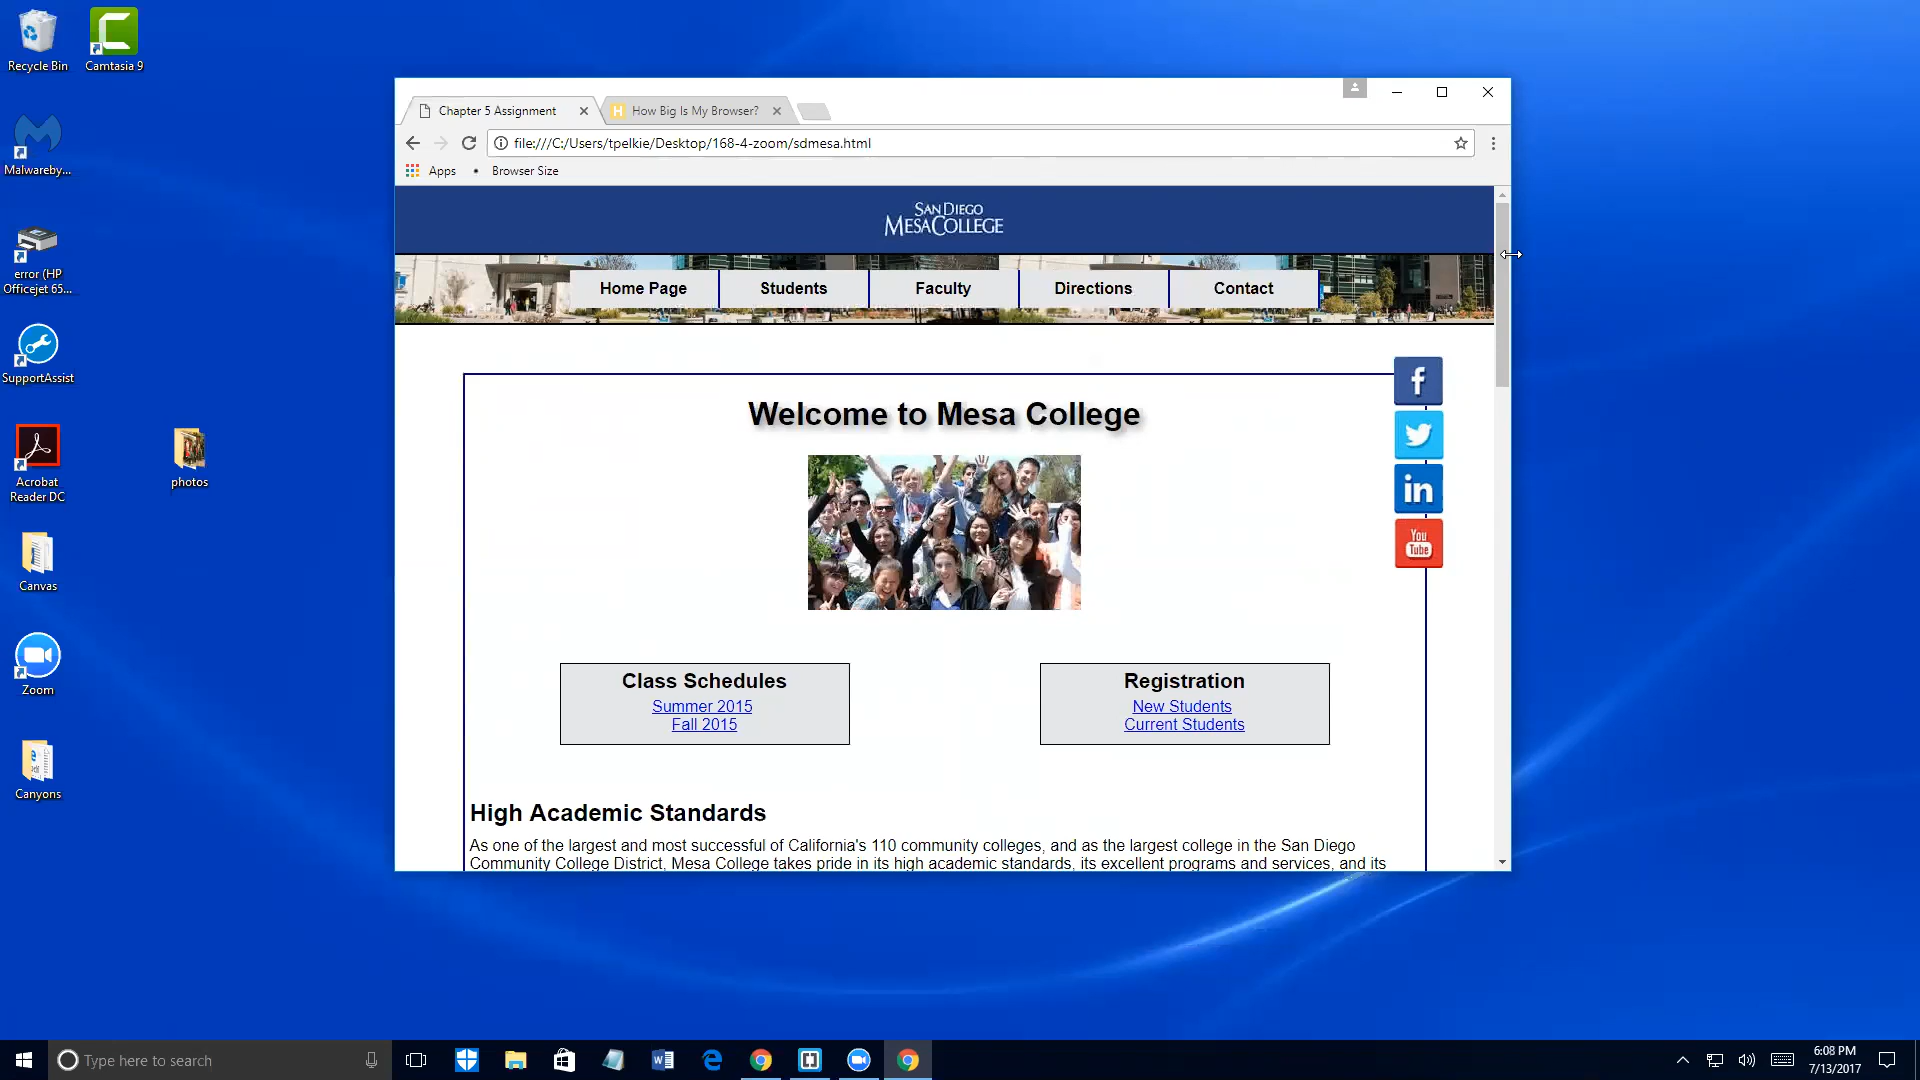 Recycle Bin
Camtasia 9
Malwareby...
error (HP
Officejet 65...
SupportAssist
Acrobat
Reader DC
photos
Canvas
Zoom
Canyons
Chapter 5 Assignment
How Big Is My Browser?
file:///C:/Users/tpelkie/Desktop/168-4-zoom/sdmesa.html
Apps
Browser Size
SAN DIEGO
MESA COLLEGE
Home Page
Students
Faculty
Directions
Contact
Welcome to Mesa College
f
in
You
Tube
Class Schedules
Summer 2015
Fall 2015
Registration
New Students
Current Students
High Academic Standards
As one of the largest and most successful of California's 110 community colleges, and as the largest college in the San Diego
Community College District, Mesa College takes pride in its high academic standards, its excellent programs and services, and its
Type here to search
6:08 PM
7/13/2017